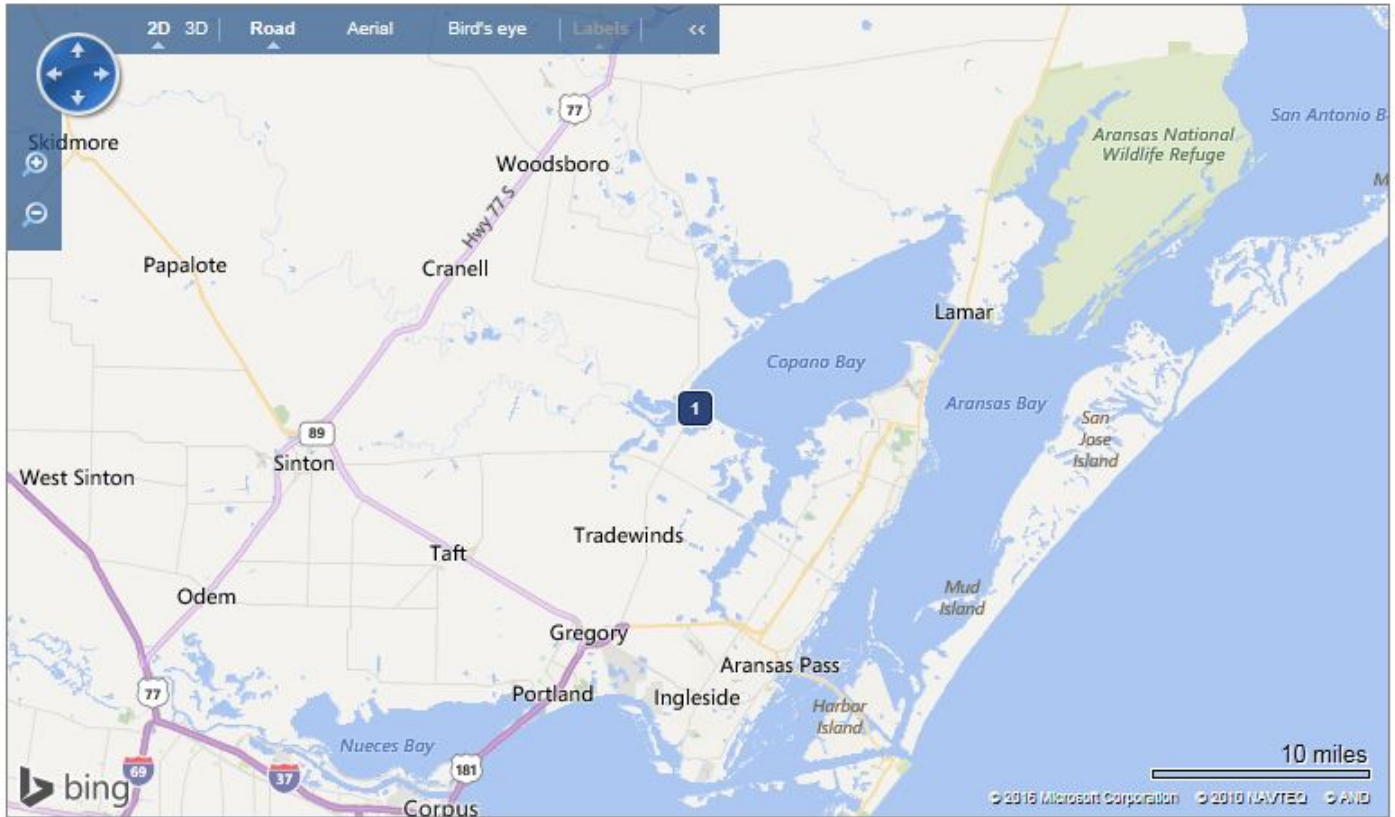 2D 3D Road Aerial Bird's eye Labels <<
77
San Antonio B
Skidmore
Aransas National
Wildlife Refuge
Woodsboro
M
Hwy 77 S
Papalote
Cranell
Lamar
Copano Bay
1
Aransas Bay
San
Jose
Island
89
Sinton
West Sinton
Tradewinds
Taft
Mud
Island
Odem
Gregory
Aransas Pass
77
Portland
Ingleside
Harbor
Island
Nueces Bay
10 miles
69
37
181
bing
Corpus
© 2016 Microsoft Corporation © 2010 NAVTEQ © AND